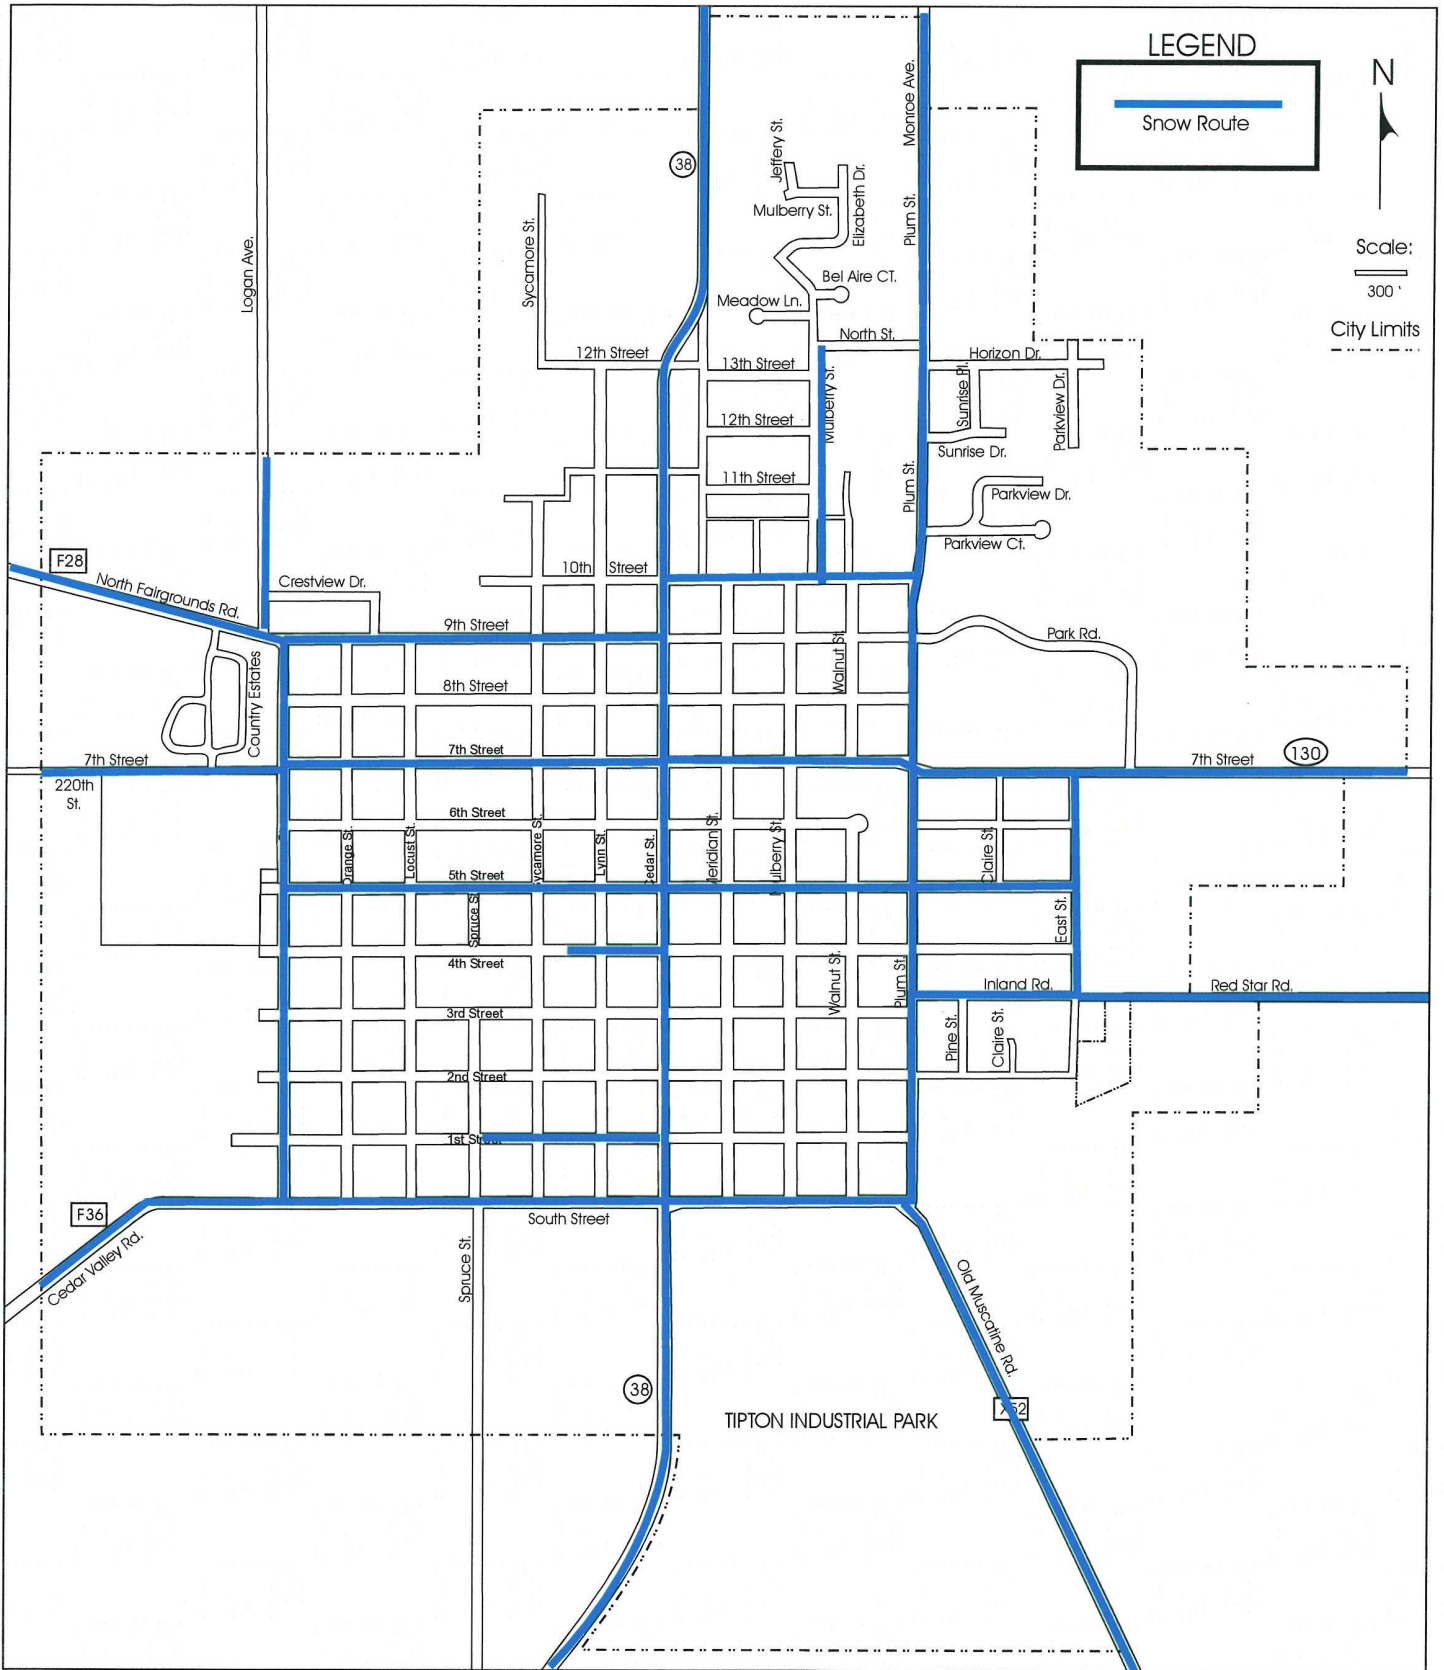 LEGEND
Snow Route
N
Scale:
300 '
City Limits
38
Monroe Ave.
Jeffery St.
Mulberry St.
Elizabeth Dr.
Plum St.
Logan Ave.
Sycamore St.
Bel Aire CT.
Meadow Ln.
North St.
12th Street
13th Street
Horizon Dr.
Mulberry St.
Sunrise Pl.
Parkview Dr.
12th Street
Sunrise Dr.
11th Street
Plum St.
Parkview Dr.
Parkview Ct.
F28
North Fairgrounds Rd.
Crestview Dr.
10th Street
9th Street
Park Rd.
Walnut St.
Country Estates
8th Street
7th Street
7th Street
7th Street
130
220th
St.
6th Street
Orange St.
Locust St.
Sycamore St.
Lynn St.
Cedar St.
Meridian St.
Mulberry St.
Claire St.
5th Street
Spruce St.
East St.
4th Street
Walnut St.
Plum St.
Inland Rd.
Red Star Rd.
3rd Street
Pine St.
Claire St.
2nd Street
1st Street
F36
Cedar Valley Rd.
South Street
Spruce St.
Old Muscatine Rd.
38
TIPTON INDUSTRIAL PARK